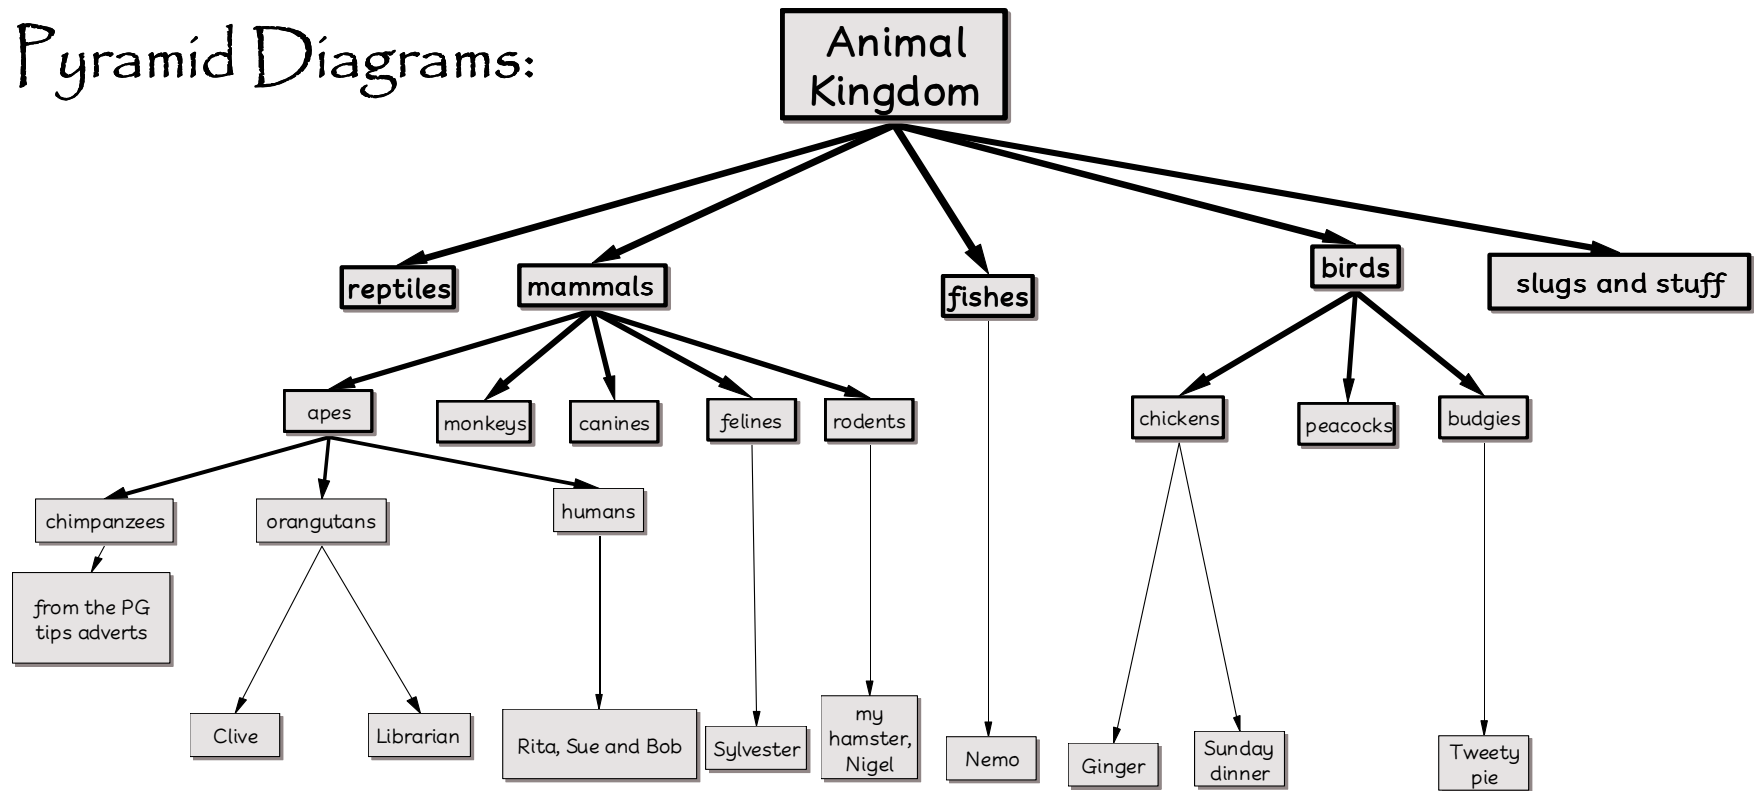 Pyramid Diagrams:
Animal
Kingdom
reptiles
mammals
fishes
birds
slugs and stuff
apes
monkeys
canines
felines
rodents
chickens
peacocks
budgies
chimpanzees
orangutans
humans
from the PG
tips adverts
Clive
Librarian
Rita, Sue and Bob
Sylvester
my
hamster,
Nigel
Nemo
Ginger
Sunday
dinner
Tweety
pie